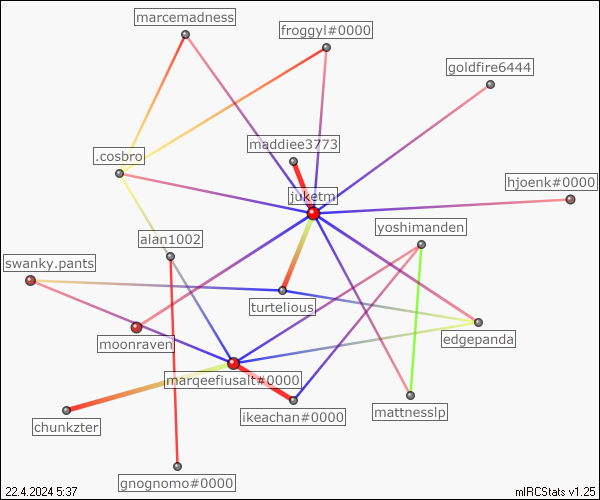 marcemadness
froggyl#0000
goldfire6444
maddiee3773
.cosbro
hjoenk#0000
juketm
yoshimanden
alan1002
swanky.pants
turtelious
edgepanda
moonraven
marqeefiusalt#0000
mattnesslp
ikeachan#0000
chunkzter
gnognomo#0000
22.4.2024 5:37
mIRCStats v1.25